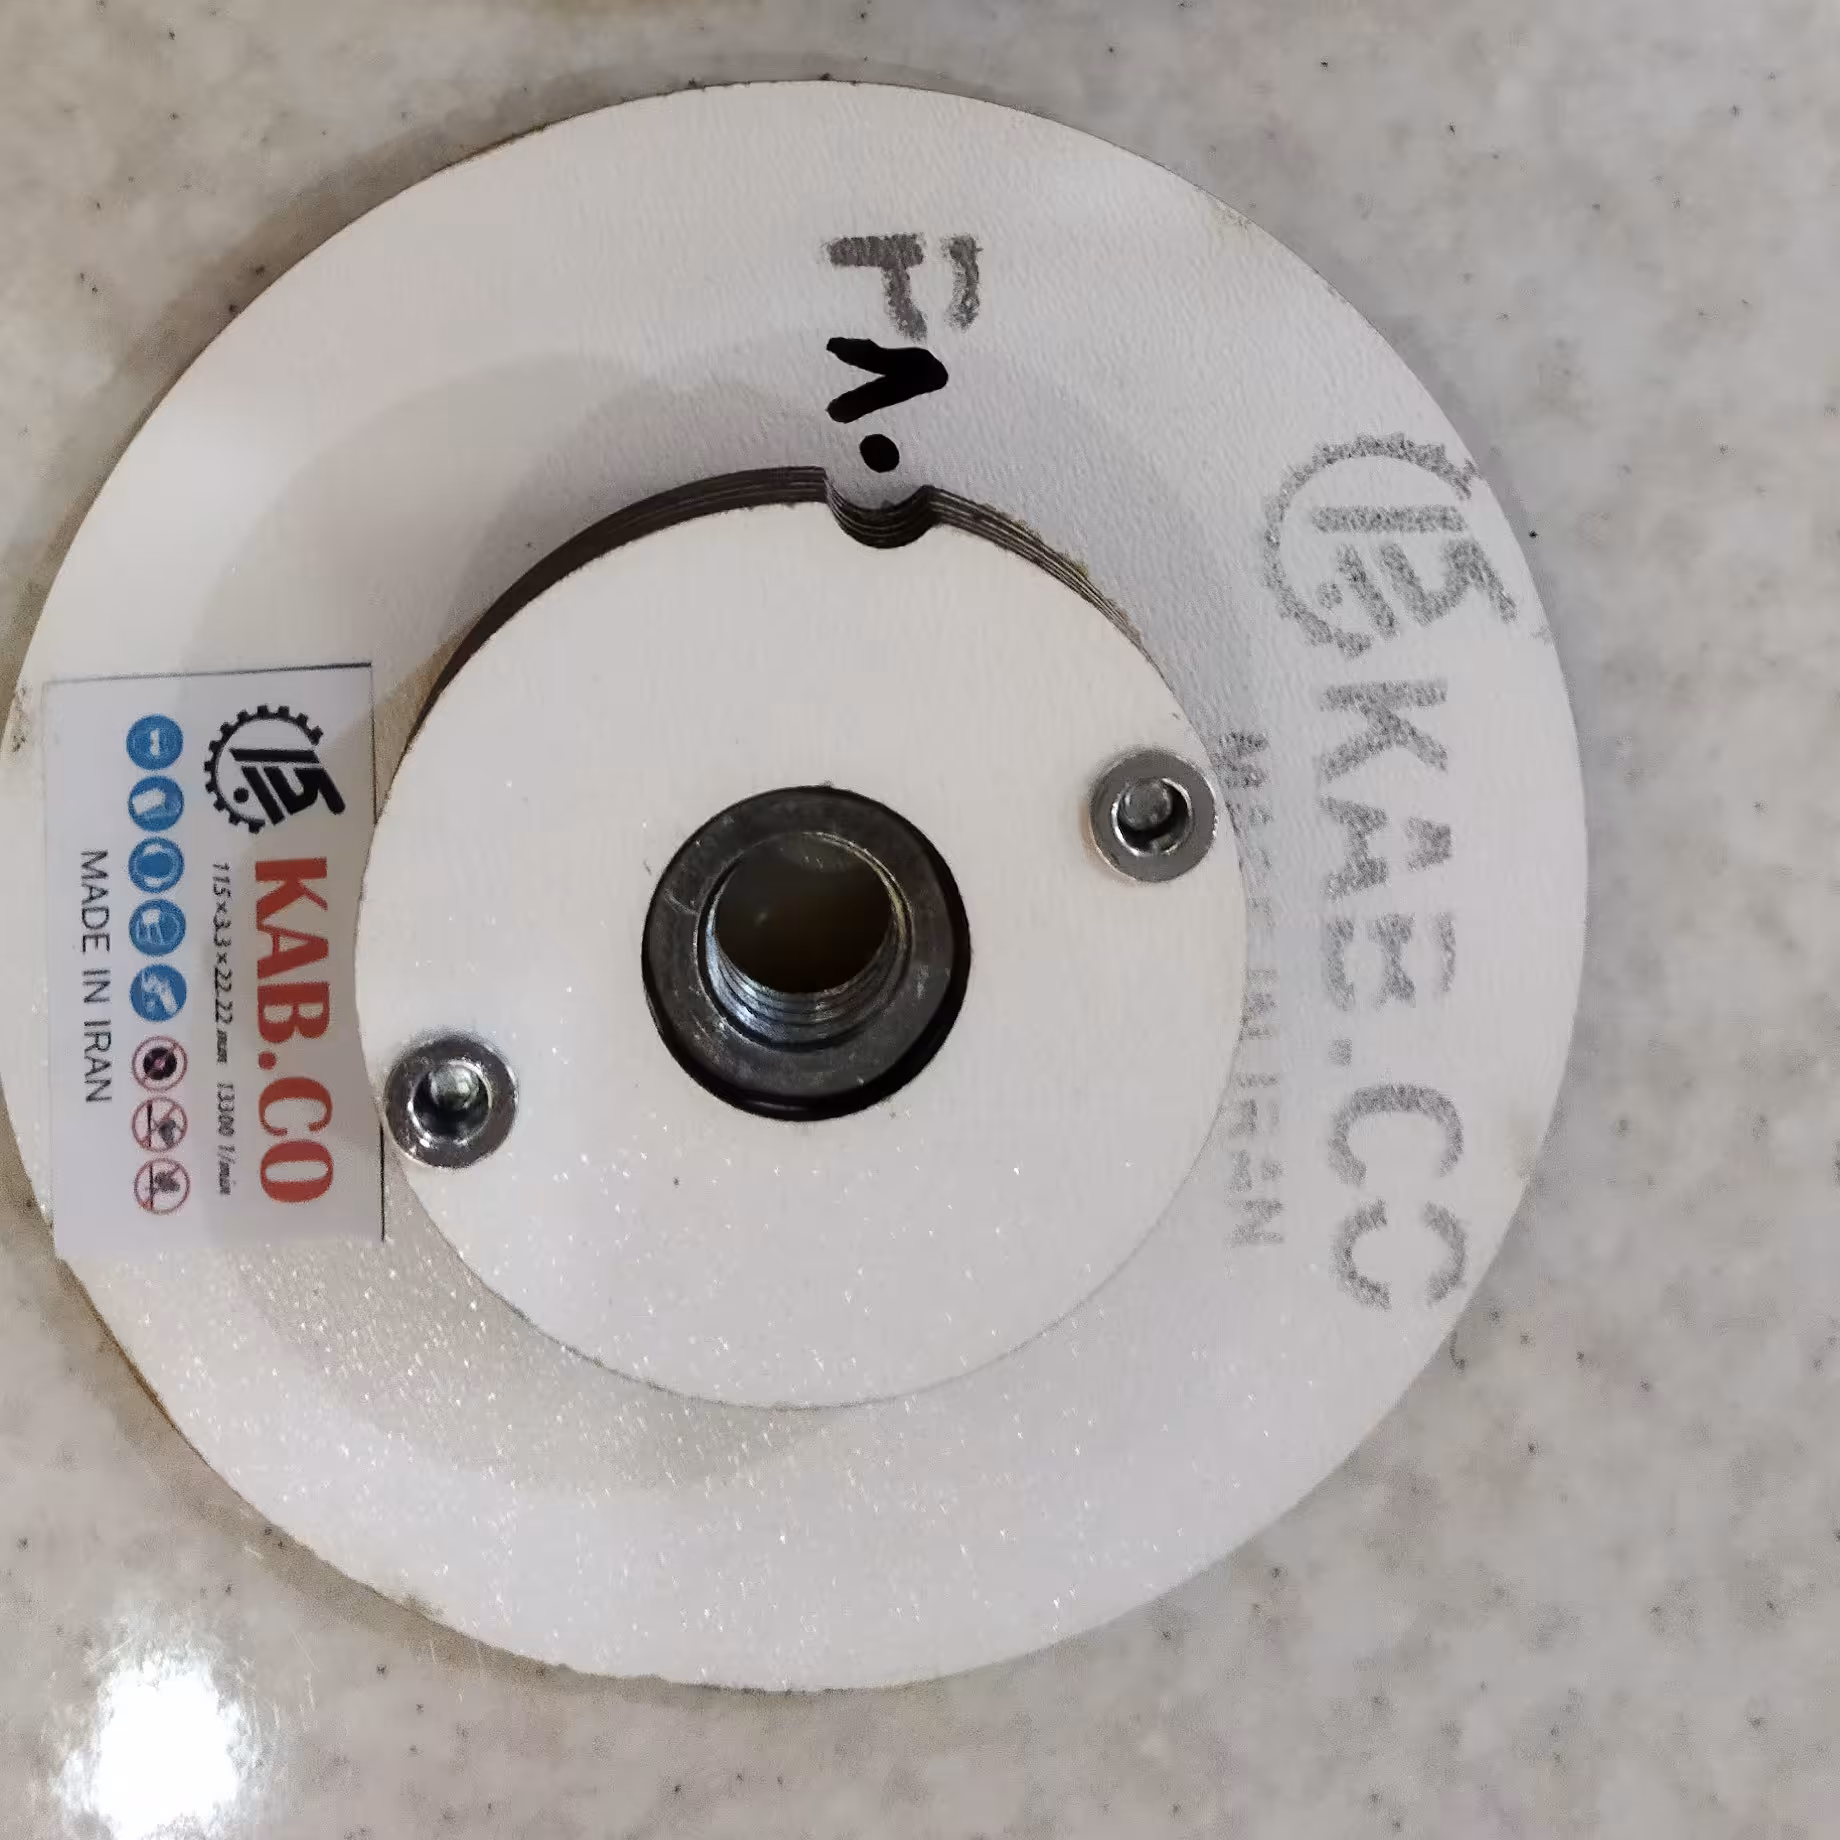 KAB.CO
MADE IN IRAN
F۸۰
KAB.CO
115×3.3×22.22 mm 13300 1/min
MADE IN IRAN